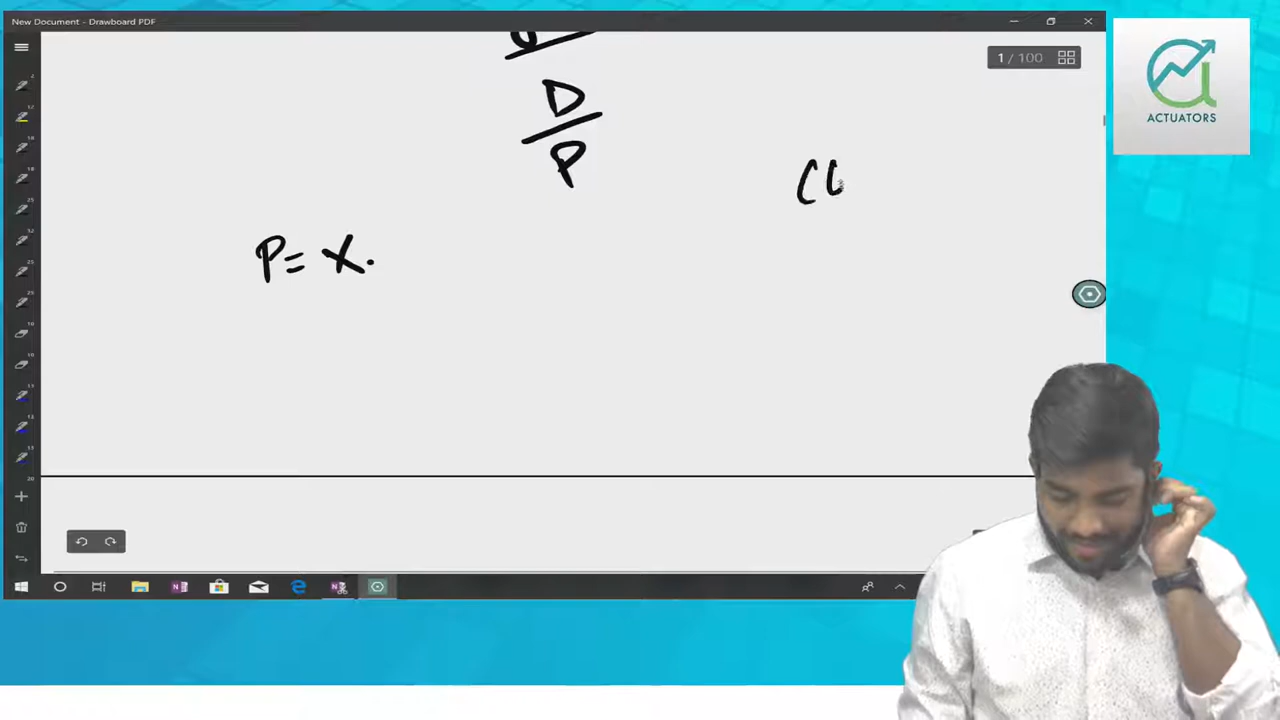 New Document - Drawboard PDF
1 / 100
ACTUATORS
D
P
P = x.